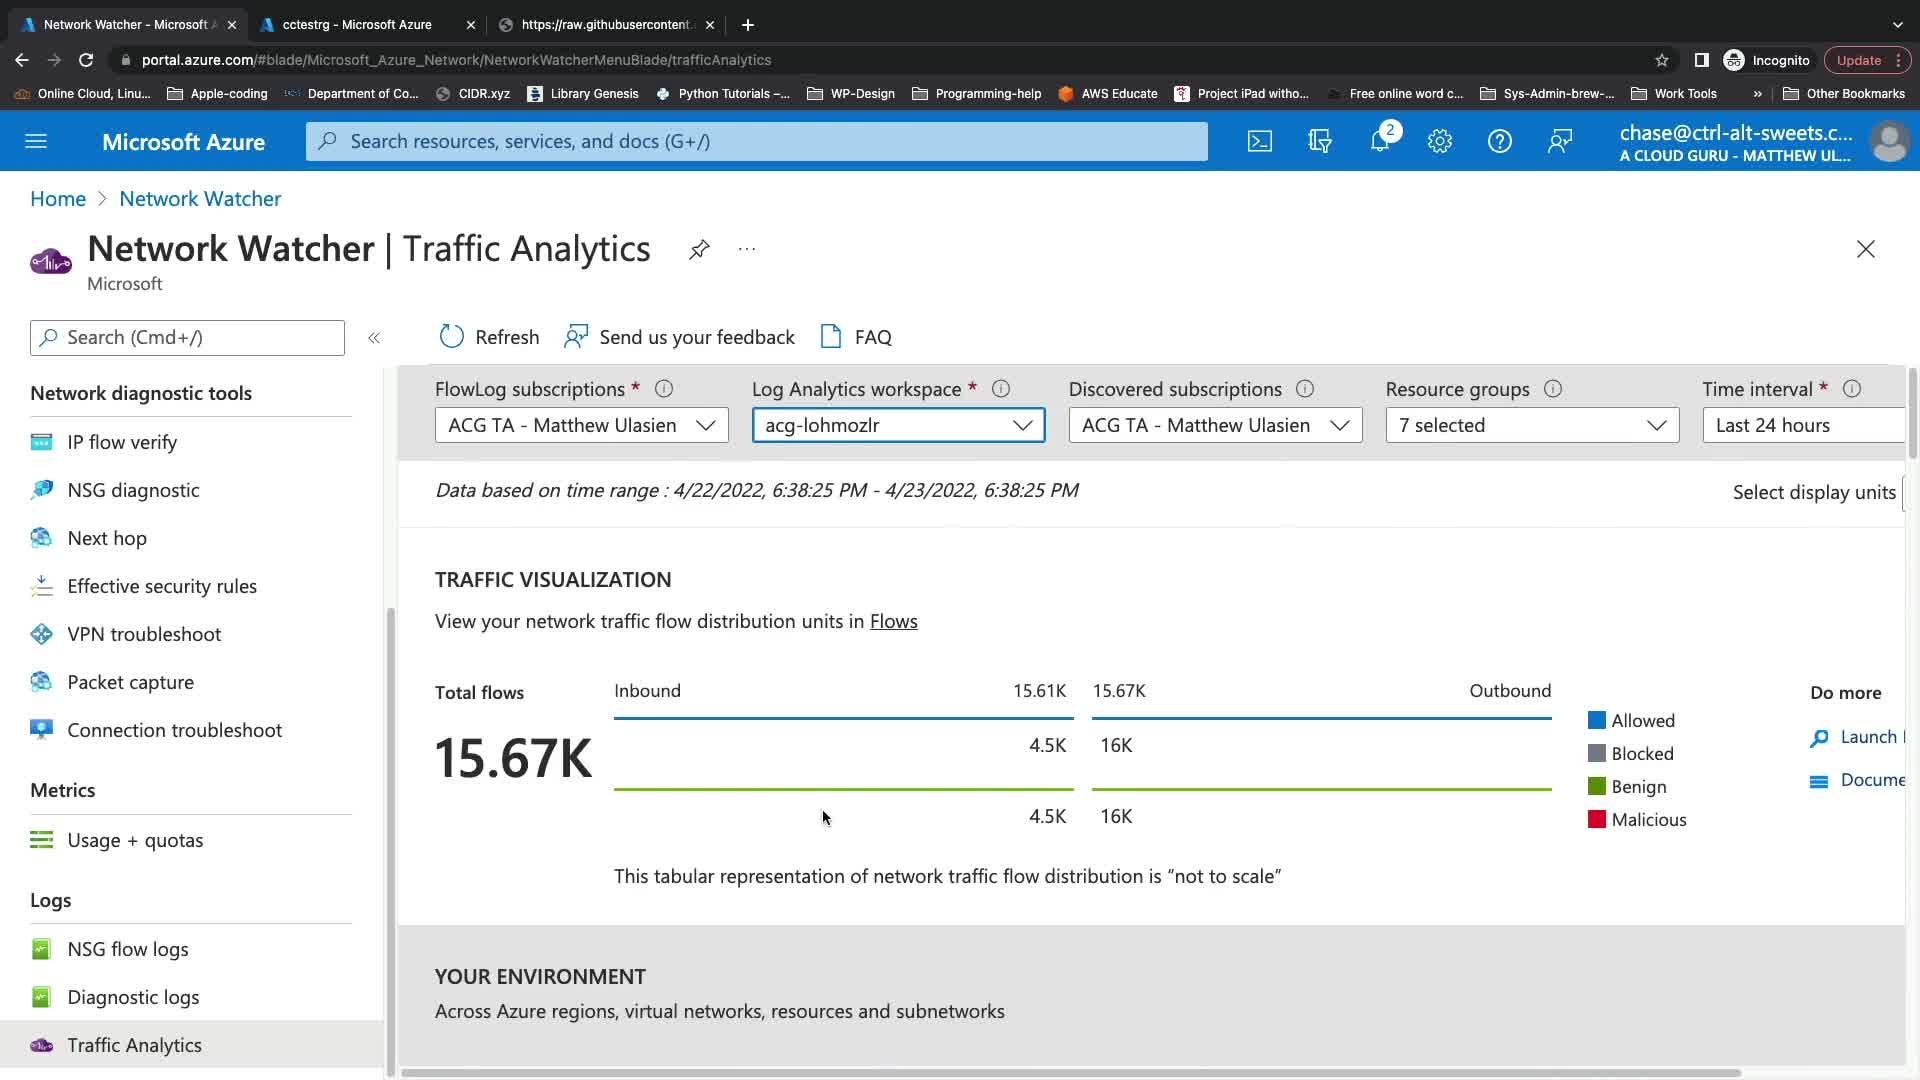 Network Watcher - Microsoft A
cctestrg - Microsoft Azure
https://raw.githubusercontent.
portal.azure.com/#blade/Microsoft_Azure_Network/NetworkWatcherMenuBlade/trafficAnalytics
Incognito
Update
Online Cloud, Linu...
Apple-coding
Department of Co...
CIDR.xyz
Library Genesis
Python Tutorials –...
WP-Design
Programming-help
AWS Educate
Project iPad witho...
Free online word c...
Sys-Admin-brew-...
Work Tools
»
Other Bookmarks
Microsoft Azure
Search resources, services, and docs (G+/)
2
chase@ctrl-alt-sweets.c...
A CLOUD GURU - MATTHEW UL...
Home > Network Watcher
Network Watcher | Traffic Analytics
...
Microsoft
Search (Cmd+/)
«
Refresh
Send us your feedback
FAQ
Network diagnostic tools
IP flow verify
NSG diagnostic
Next hop
Effective security rules
VPN troubleshoot
Packet capture
Connection troubleshoot
Metrics
Usage + quotas
Logs
NSG flow logs
Diagnostic logs
Traffic Analytics
FlowLog subscriptions *
Log Analytics workspace *
Discovered subscriptions
Resource groups
Time interval *
ACG TA - Matthew Ulasien
acg-lohmozlr
ACG TA - Matthew Ulasien
7 selected
Last 24 hours
Data based on time range : 4/22/2022, 6:38:25 PM - 4/23/2022, 6:38:25 PM
Select display units
TRAFFIC VISUALIZATION
View your network traffic flow distribution units in Flows
Total flows
15.67K
Inbound
15.61K
15.67K
Outbound
4.5K
16K
4.5K
16K
Allowed
Blocked
Benign
Malicious
Do more
Launch
Docume
This tabular representation of network traffic flow distribution is “not to scale”
YOUR ENVIRONMENT
Across Azure regions, virtual networks, resources and subnetworks